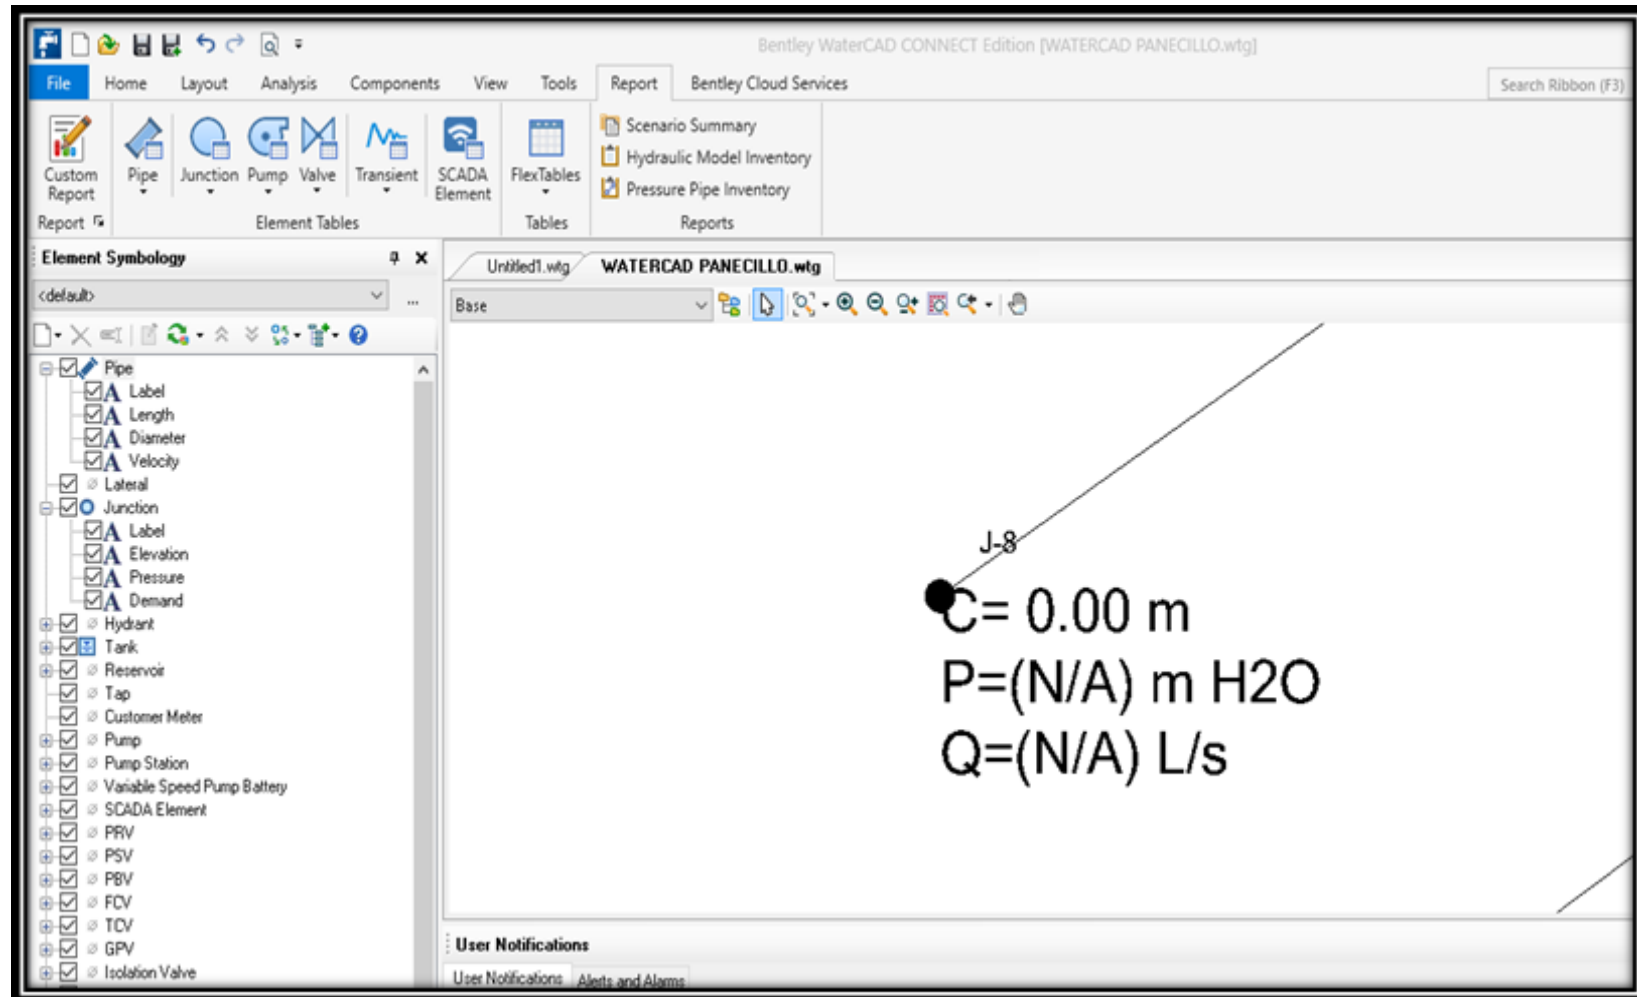 Bentley WaterCAD CONNECT Edition [WATERCAD PANECILLO.wtg]
File Home Layout Analysis Components View Tools Report Bentley Cloud Services Search Ribbon (F3)
Custom Report
Pipe
Junction
Pump
Valve
Transient
SCADA Element
FlexTables
Scenario Summary
Hydraulic Model Inventory
Pressure Pipe Inventory
Report Element Tables Tables Reports
Element Symbology
<default>
...
Pipe
A Label
A Length
A Diameter
A Velocity
Lateral
Junction
A Label
A Elevation
A Pressure
A Demand
Hydrant
Tank
Reservoir
Tap
Customer Meter
Pump
Pump Station
Variable Speed Pump Battery
SCADA Element
PRV
PSV
PBV
FCV
TCV
GPV
Isolation Valve
Untitled1.wtg WATERCAD PANECILLO.wtg
Base
J-8
C= 0.00 m
P=(N/A) m H2O
Q=(N/A) L/s
User Notifications
User Notifications Alerts and Alarms